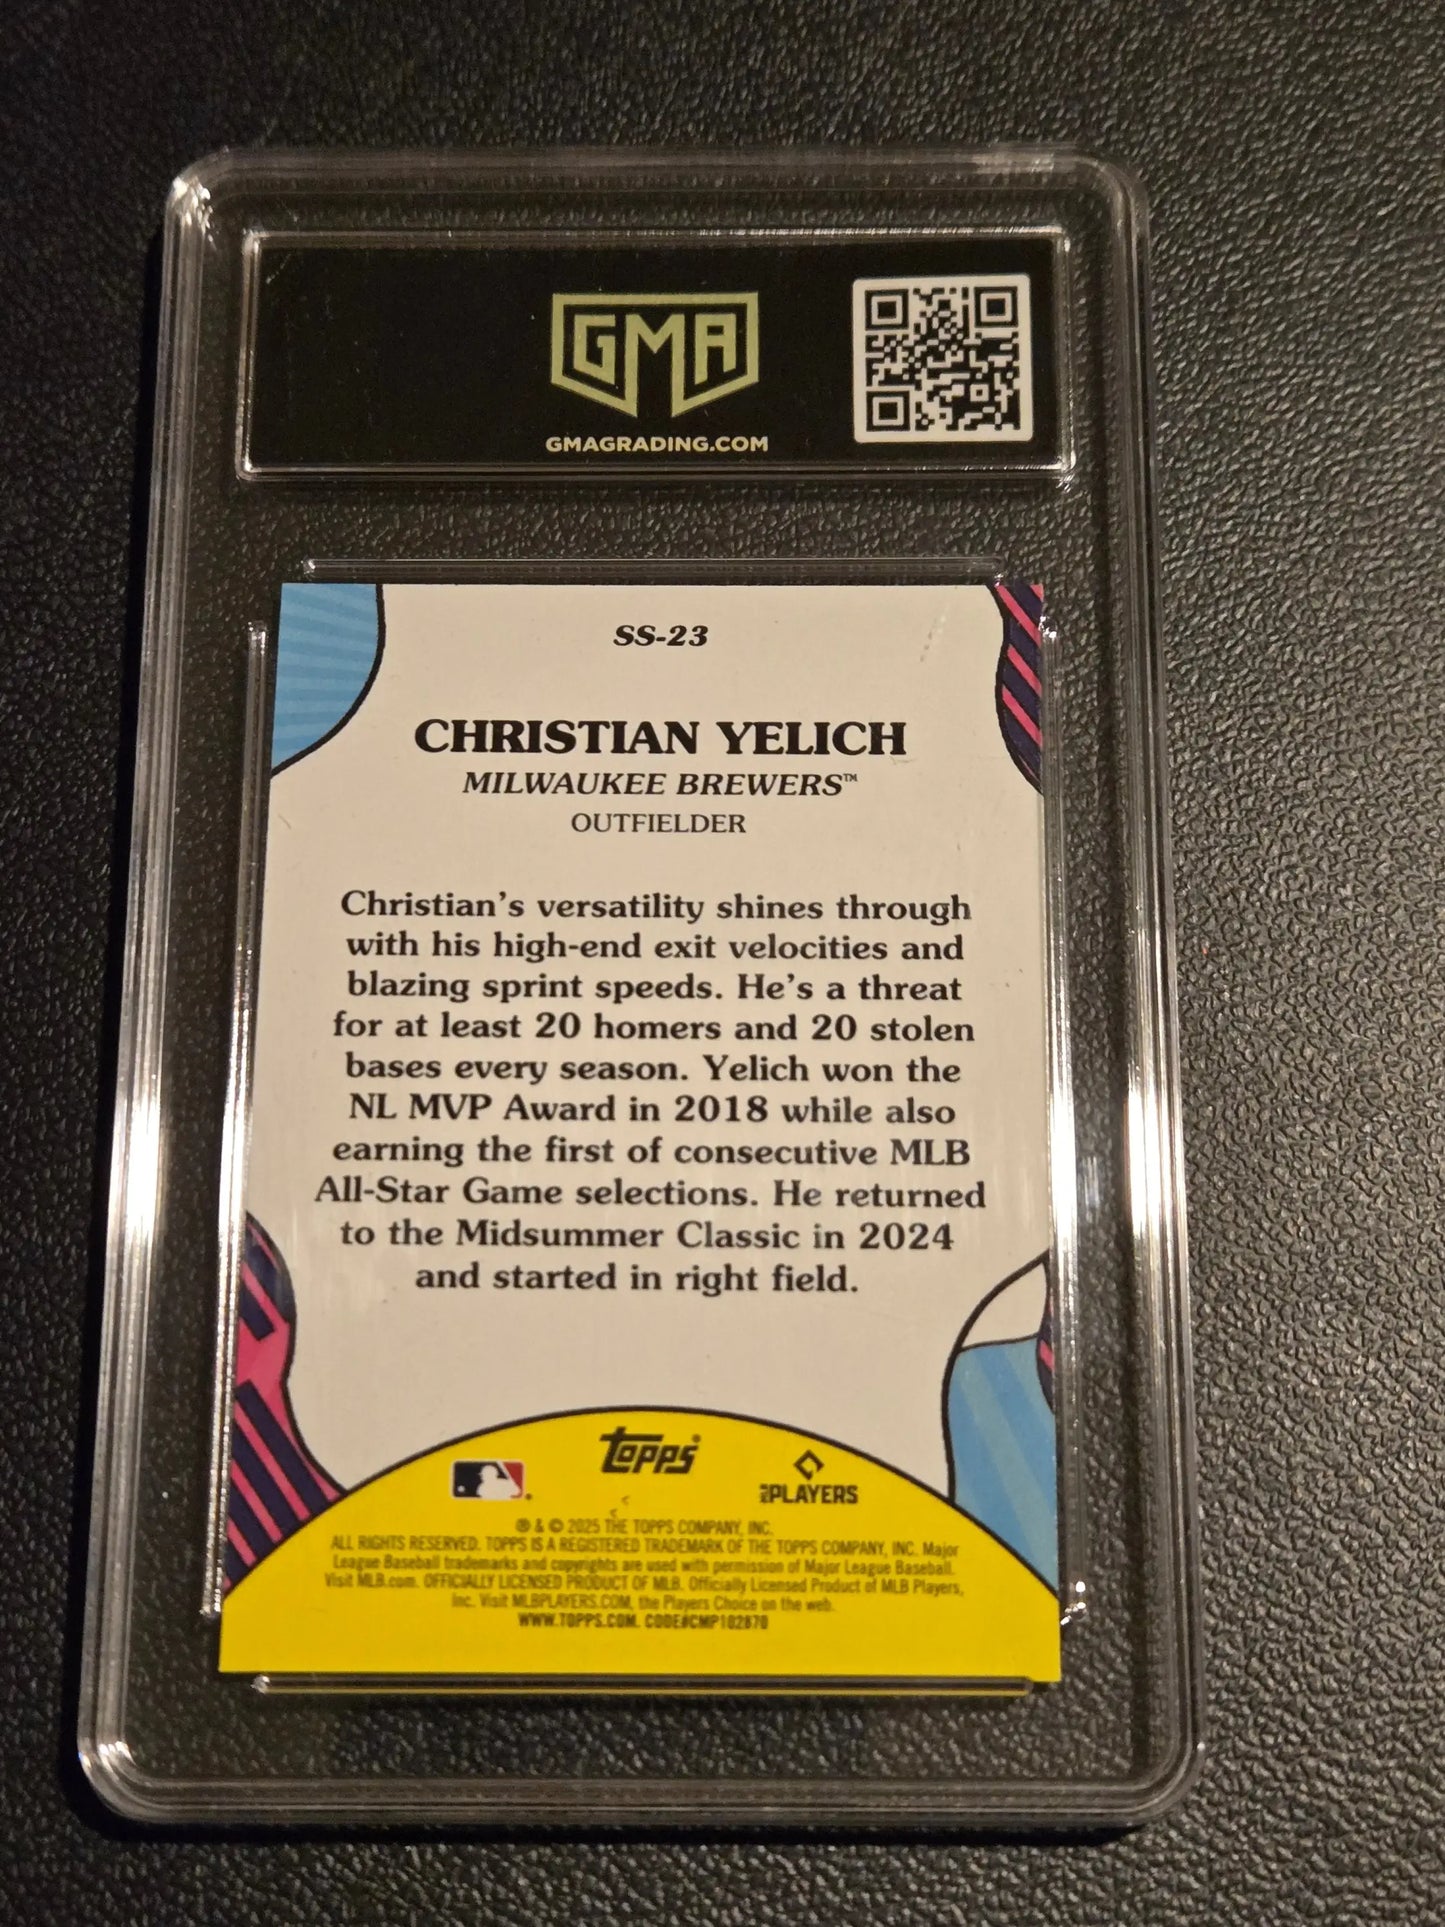 GMA
GMAGRADING.COM
SS-23
CHRISTIAN YELICH
MILWAUKEE BREWERS™
OUTFIELDER
Christian's versatility shines through
with his high-end exit velocities and
blazing sprint speeds. He's a threat
for at least 20 homers and 20 stolen
bases every season. Yelich won the
NL MVP Award in 2018 while also
earning the first of consecutive MLB
All-Star Game selections. He returned
to the Midsummer Classic in 2024
and started in right field.
topps®
PLAYERS
® & © 2025 THE TOPPS COMPANY, INC.
ALL RIGHTS RESERVED. TOPPS IS A REGISTERED TRADEMARK OF THE TOPPS COMPANY, INC. Major
League Baseball trademarks and copyrights are used with permission of Major League Baseball.
Visit MLB.com. OFFICIALLY LICENSED PRODUCT OF MLB. Officially Licensed Product of MLB Players,
Inc. Visit MLBPLAYERS.COM, the Players Choice on the web.
WWW.TOPPS.COM. CODE#CMP102870